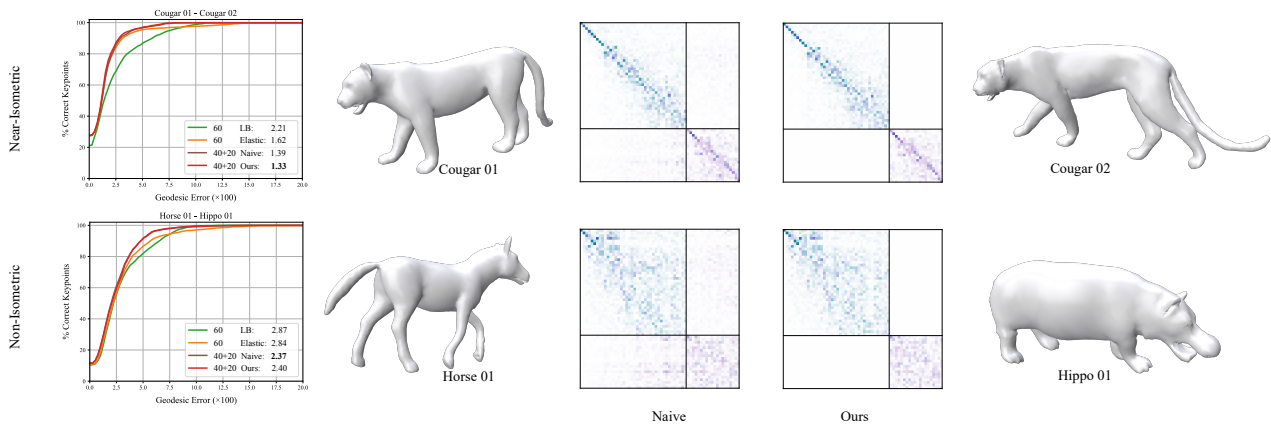 Near-Isometric
Cougar 01 - Cougar 02
% Correct Keypoints
100
80
60
40
20
0
60 LB: 2.21
60 Elastic: 1.62
40+20 Naive: 1.39
40+20 Ours: 1.33
0.0 2.5 5.0 7.5 10.0 12.5 15.0 17.5 20.0
Geodesic Error (×100)
Cougar 01
Cougar 02
Non-Isometric
Horse 01 - Hippo 01
% Correct Keypoints
100
80
60
40
20
0
60 LB: 2.87
60 Elastic: 2.84
40+20 Naive: 2.37
40+20 Ours: 2.40
0.0 2.5 5.0 7.5 10.0 12.5 15.0 17.5 20.0
Geodesic Error (×100)
Horse 01
Hippo 01
Naive
Ours